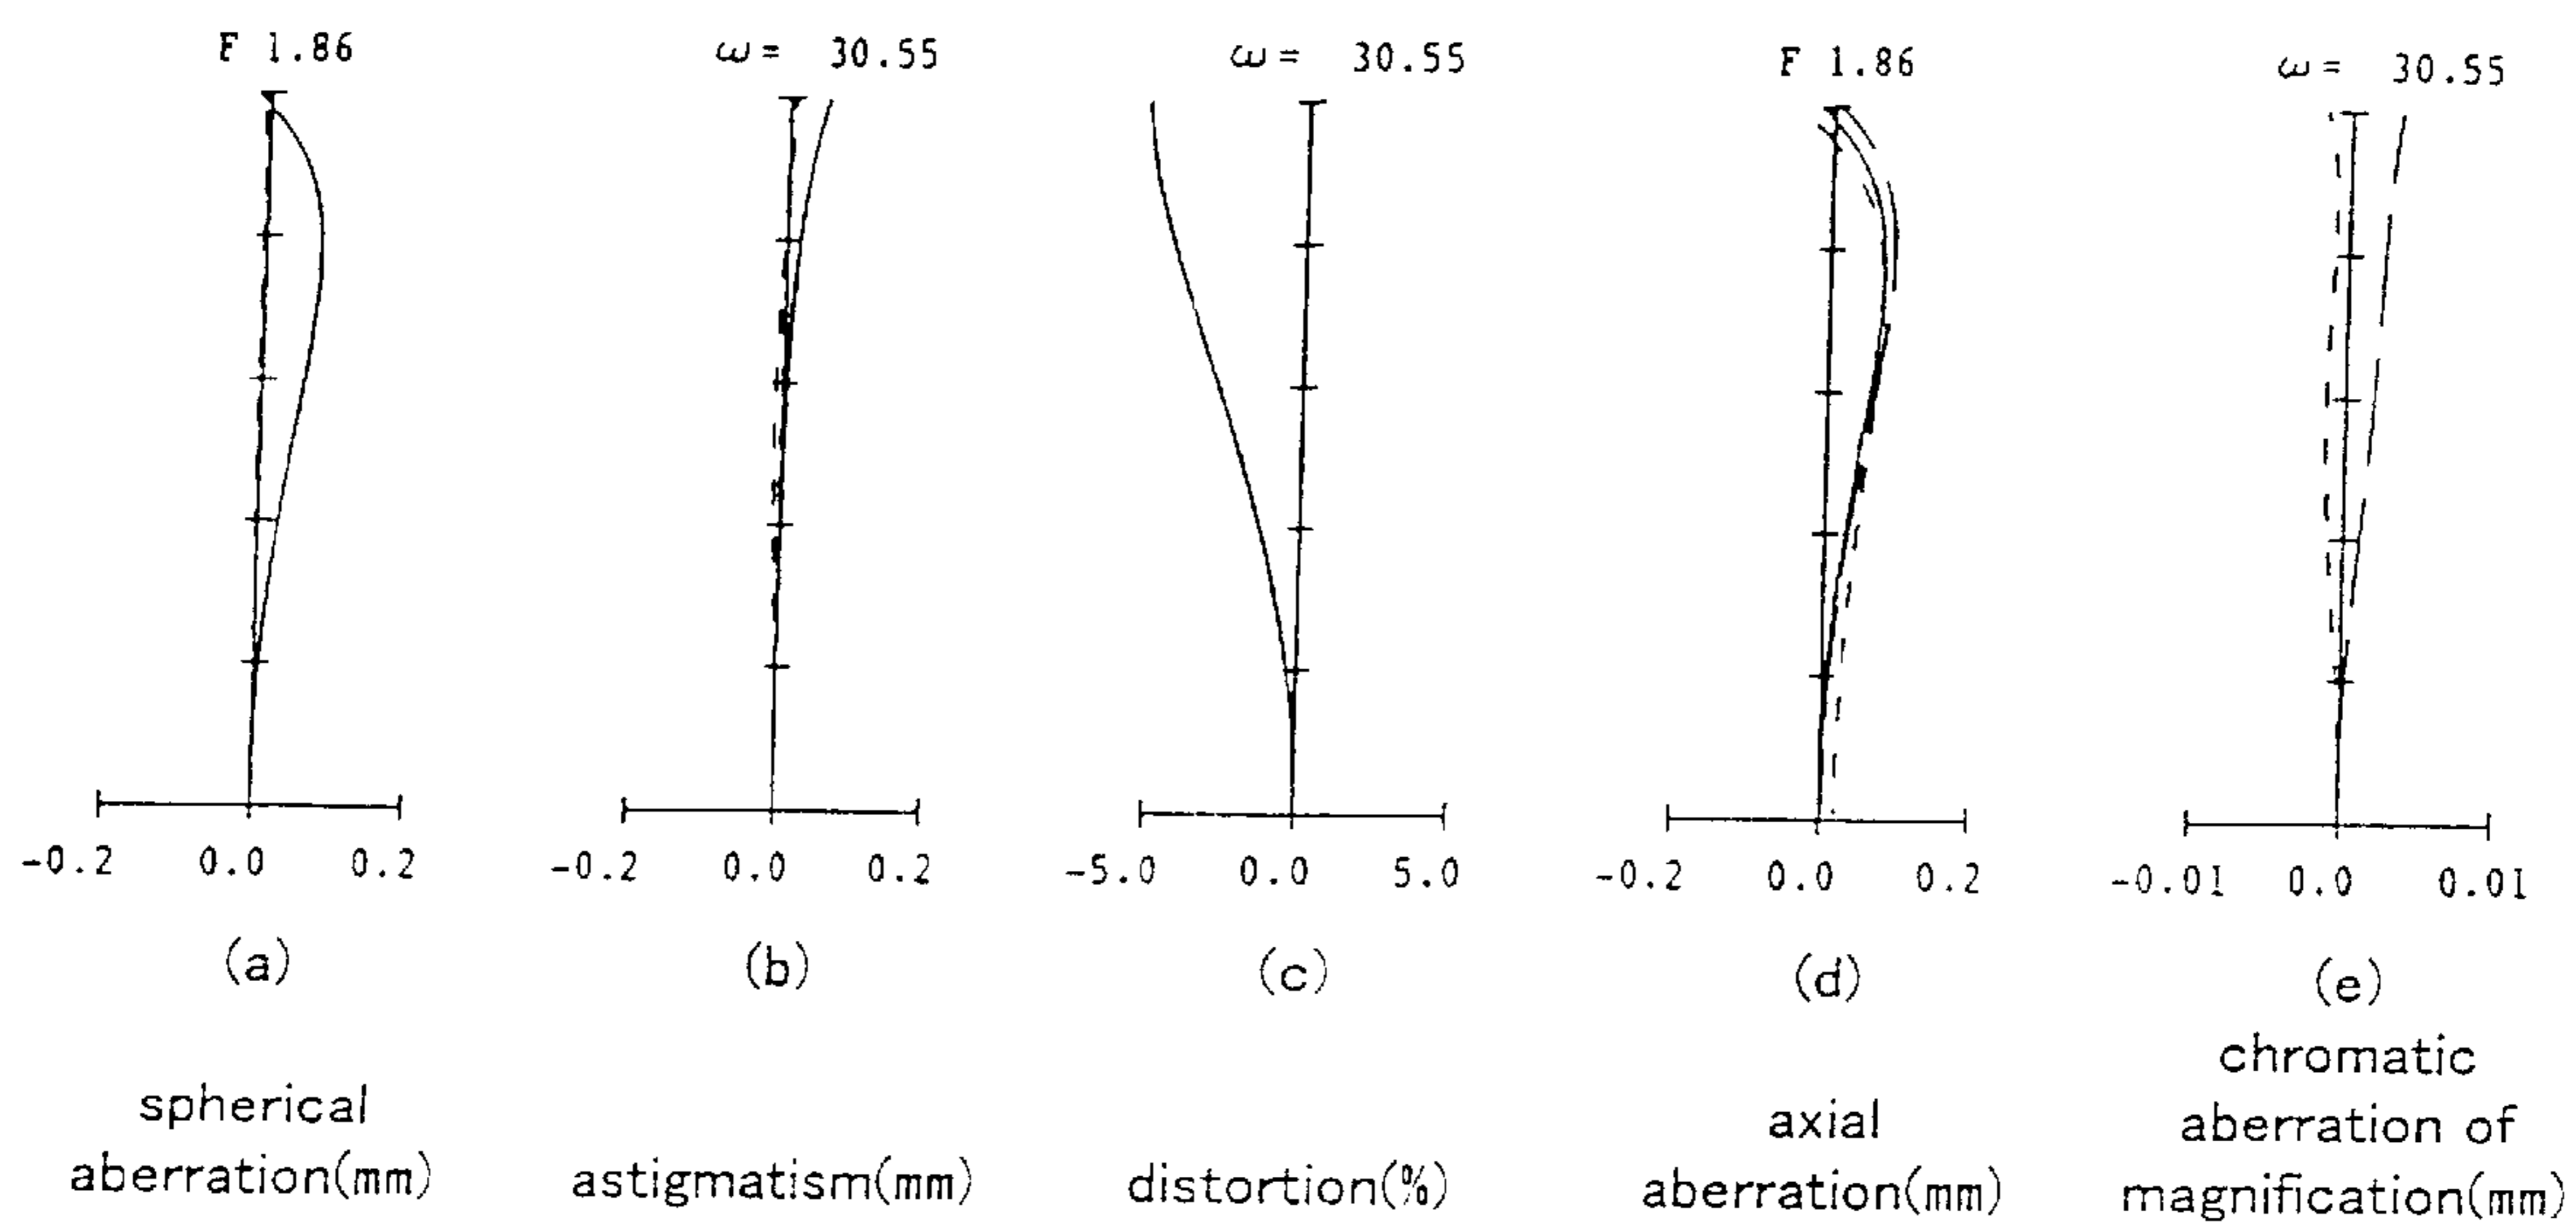 F 1.86
ω = 30.55
ω = 30.55
F 1.86
ω = 30.55
-0.2 0.0 0.2
-0.2 0.0 0.2
-5.0 0.0 5.0
-0.2 0.0 0.2
-0.01 0.0 0.01
(a)
(b)
(c)
(d)
(e)
spherical
aberration(mm)
astigmatism(mm)
distortion(%)
axial
aberration(mm)
chromatic
aberration of
magnification(mm)